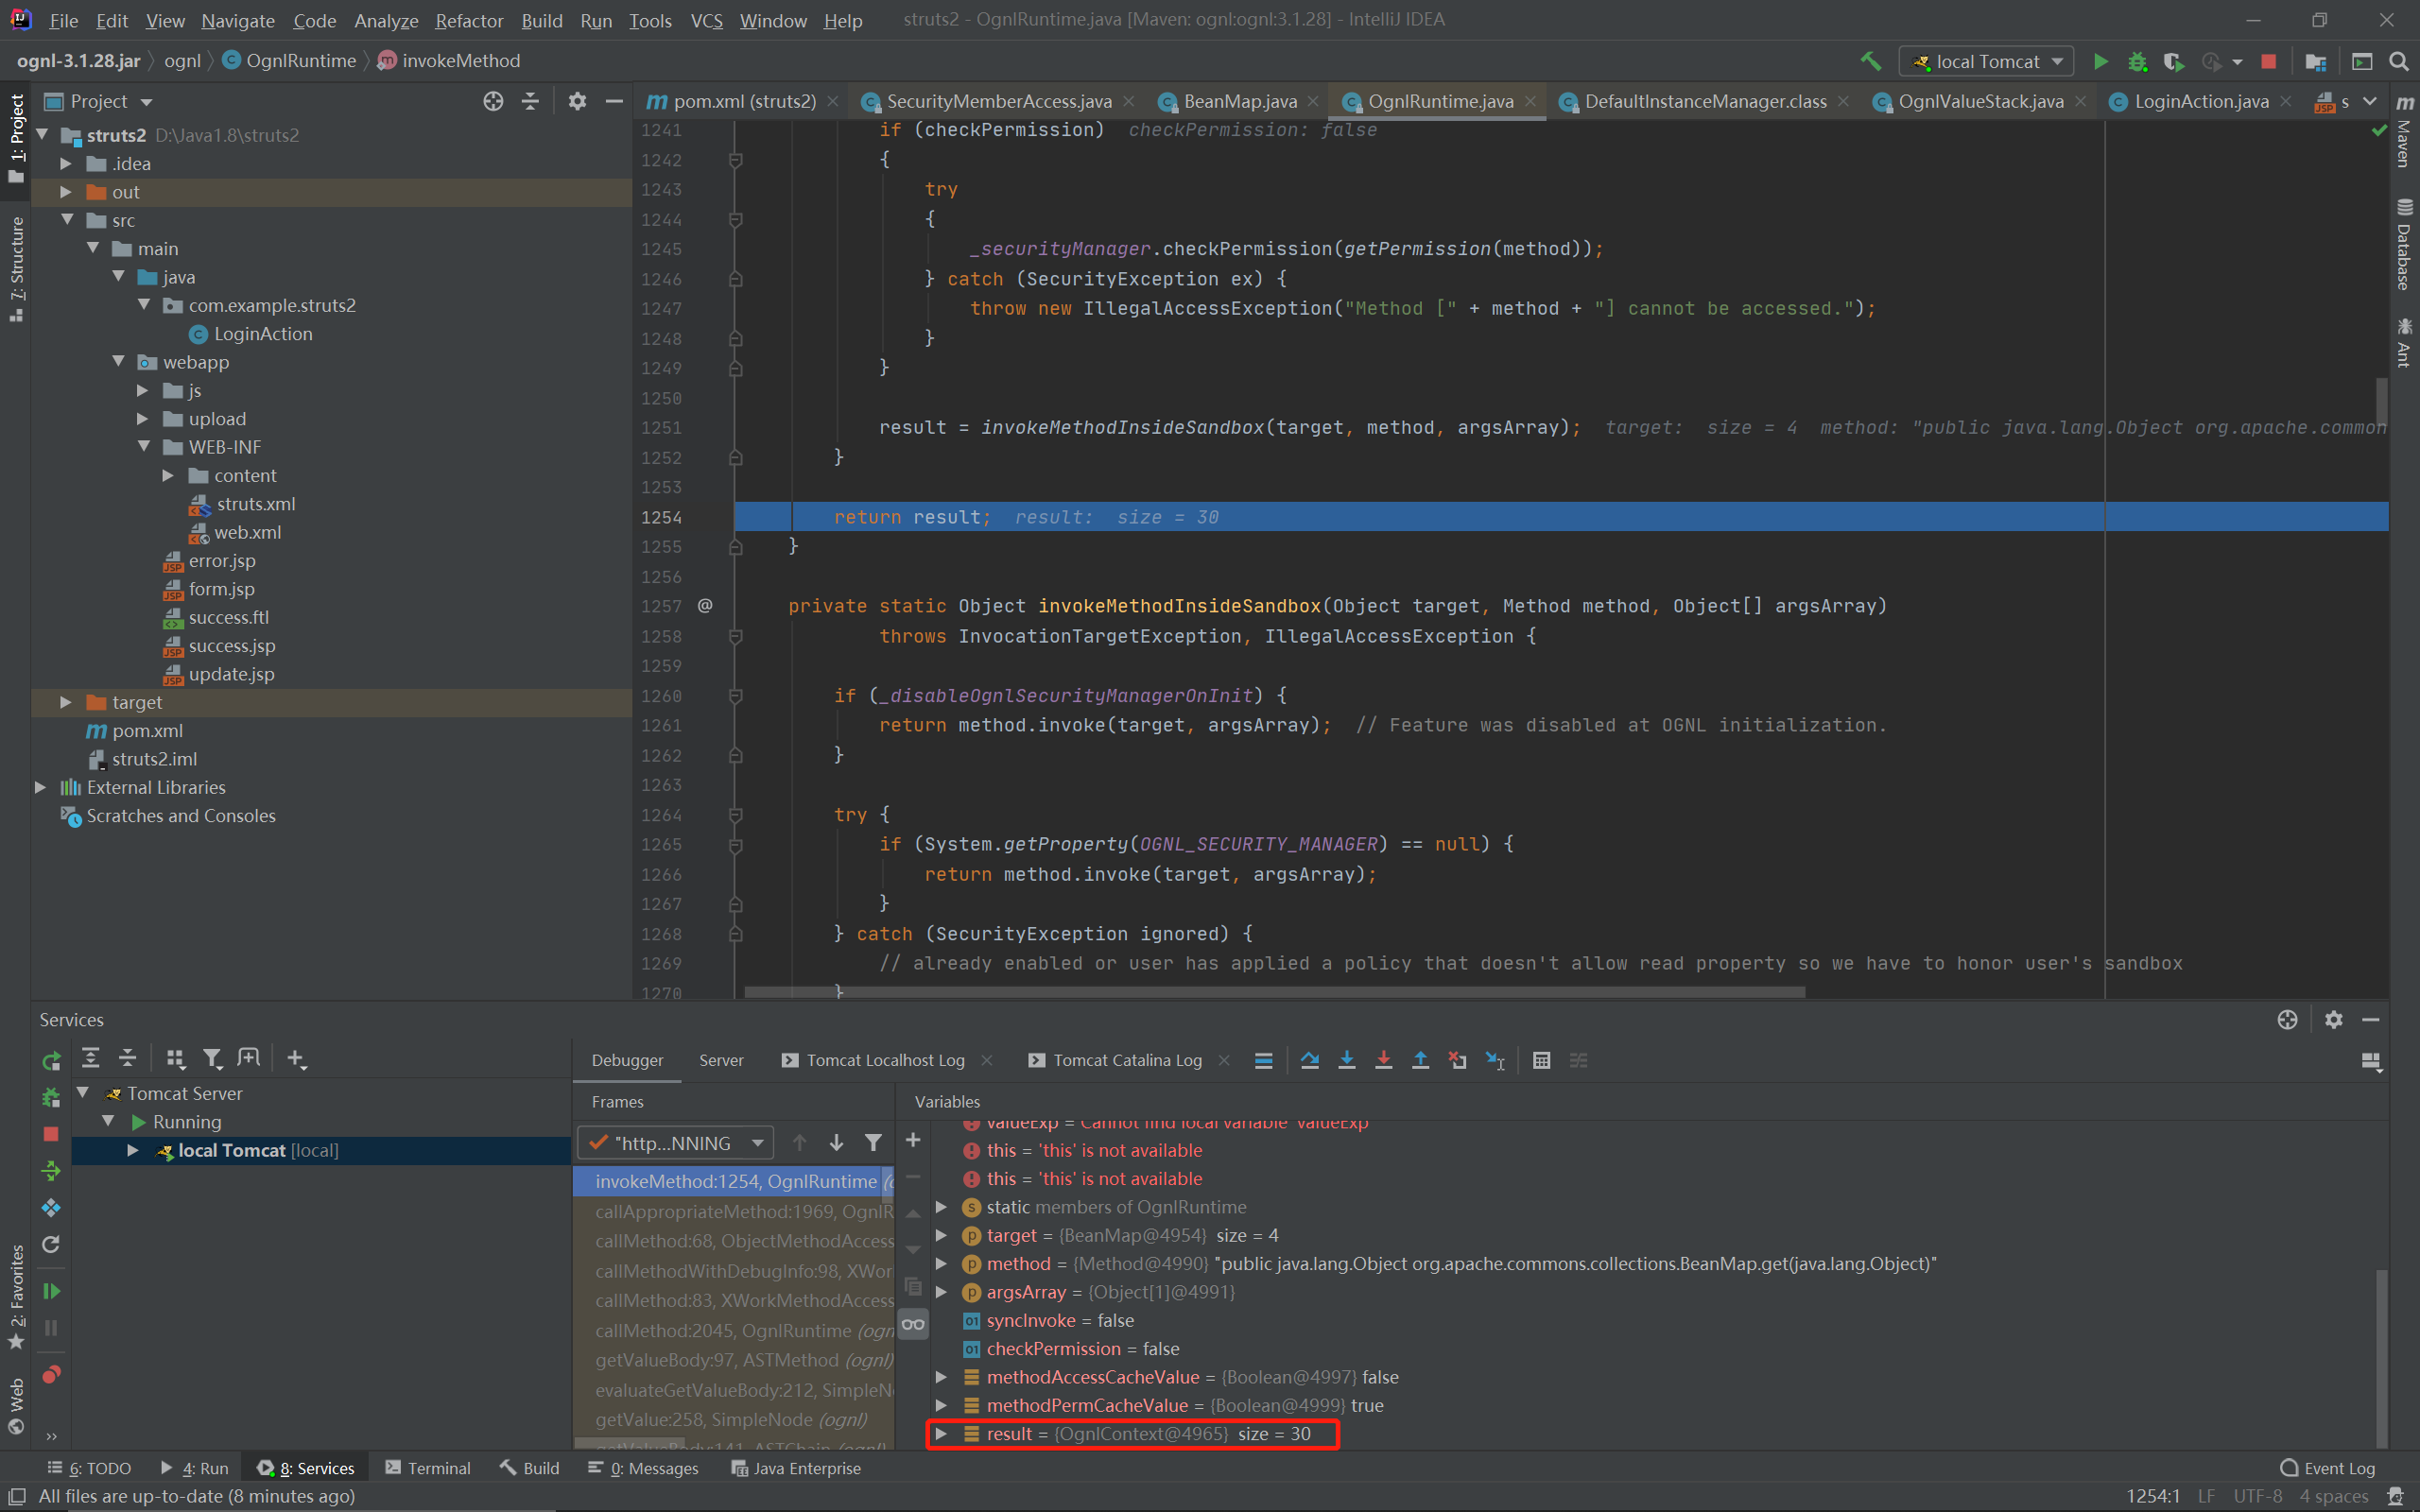 File Edit View Navigate Code Analyze Refactor Build Run Tools VCS Window Help struts2 - OgnlRuntime.java [Maven: ognl:ognl:3.1.28] - IntelliJ IDEA
ognl-3.1.28.jar ognl OgnlRuntime invokeMethod local Tomcat
Project
pom.xml (struts2) SecurityMemberAccess.java BeanMap.java OgnlRuntime.java DefaultInstanceManager.class OgnlValueStack.java LoginAction.java s
1: Project
7: Structure
2: Favorites
Web
Maven
Database
Ant
struts2 D:\Java1.8\struts2
.idea
out
src
main
java
com.example.struts2
LoginAction
webapp
js
upload
WEB-INF
content
struts.xml
web.xml
error.jsp
form.jsp
success.ftl
success.jsp
update.jsp
target
pom.xml
struts2.iml
External Libraries
Scratches and Consoles
1241 if (checkPermission) checkPermission: false
1242 {
1243 try
1244 {
1245 _securityManager.checkPermission(getPermission(method));
1246 } catch (SecurityException ex) {
1247 throw new IllegalAccessException("Method [" + method + "] cannot be accessed.");
1248 }
1249 }
1250
1251 result = invokeMethodInsideSandbox(target, method, argsArray); target: size = 4 method: "public java.lang.Object org.apache.common
1252 }
1253
1254 return result; result: size = 30
1255 }
1256
1257 @ private static Object invokeMethodInsideSandbox(Object target, Method method, Object[] argsArray)
1258 throws InvocationTargetException, IllegalAccessException {
1259
1260 if (_disableOgnlSecurityManagerOnInit) {
1261 return method.invoke(target, argsArray); // Feature was disabled at OGNL initialization.
1262 }
1263
1264 try {
1265 if (System.getProperty(OGNL_SECURITY_MANAGER) == null) {
1266 return method.invoke(target, argsArray);
1267 }
1268 } catch (SecurityException ignored) {
1269 // already enabled or user has applied a policy that doesn't allow read property so we have to honor user's sandbox
1270 }
Services
Debugger Server Tomcat Localhost Log Tomcat Catalina Log
Tomcat Server
Running
local Tomcat [local]
Frames
"http...NNING
invokeMethod:1254, OgnlRuntime (o
callAppropriateMethod:1969, OgnlR
callMethod:68, ObjectMethodAccess
callMethodWithDebugInfo:98, XWor
callMethod:83, XWorkMethodAccess
callMethod:2045, OgnlRuntime (ogn
getValueBody:97, ASTMethod (ognl)
evaluateGetValueBody:212, SimpleN
getValue:258, SimpleNode (ognl)
getValueBody:141, ASTChain (ognl)
Variables
valueExp = Cannot find local variable 'valueExp'
this = 'this' is not available
this = 'this' is not available
static members of OgnlRuntime
target = {BeanMap@4954} size = 4
method = {Method@4990} "public java.lang.Object org.apache.commons.collections.BeanMap.get(java.lang.Object)"
argsArray = {Object[1]@4991}
syncInvoke = false
checkPermission = false
methodAccessCacheValue = {Boolean@4997} false
methodPermCacheValue = {Boolean@4999} true
result = {OgnlContext@4965} size = 30
6: TODO 4: Run 8: Services Terminal Build 0: Messages Java Enterprise Event Log
All files are up-to-date (8 minutes ago) 1254:1 LF UTF-8 4 spaces